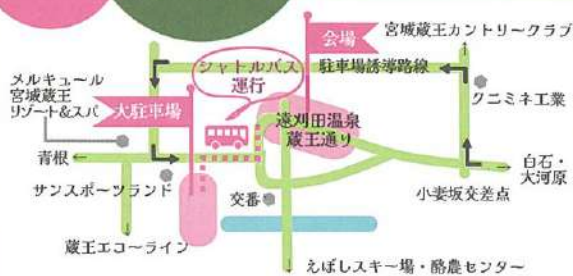 会場
宮城蔵王カントリークラブ
シャトルバス
運行
駐車場誘導路線
メルキュール
宮城蔵王
リゾート&スパ
大駐車場
クニミネ工業
遠刈田温泉
蔵王通り
青根
白石・
大河原
サンスポーツランド
交番
小妻坂交差点
蔵王エコーライン
えぼしスキー場・酪農センター